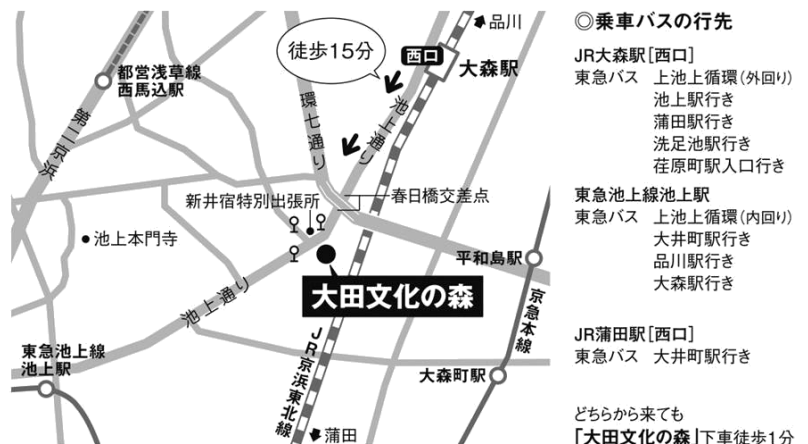 品川
徒歩15分
西口
大森駅
都営浅草線
西馬込駅
環七通り
池上通り
第二京浜
新井宿特別出張所
春日橋交差点
池上本門寺
平和島駅
大田文化の森
池上通り
京急本線
JR京浜東北線
東急池上線
池上駅
大森町駅
蒲田
◎乗車バスの行先
JR大森駅[西口]
東急バス 上池上循環(外回り)
池上駅行き
蒲田駅行き
洗足池駅行き
荏原町駅入口行き
東急池上線池上駅
東急バス 上池上循環(内回り)
大井町駅行き
品川駅行き
大森駅行き
JR蒲田駅[西口]
東急バス 大井町駅行き
どちらから来ても
「大田文化の森」下車徒歩1分